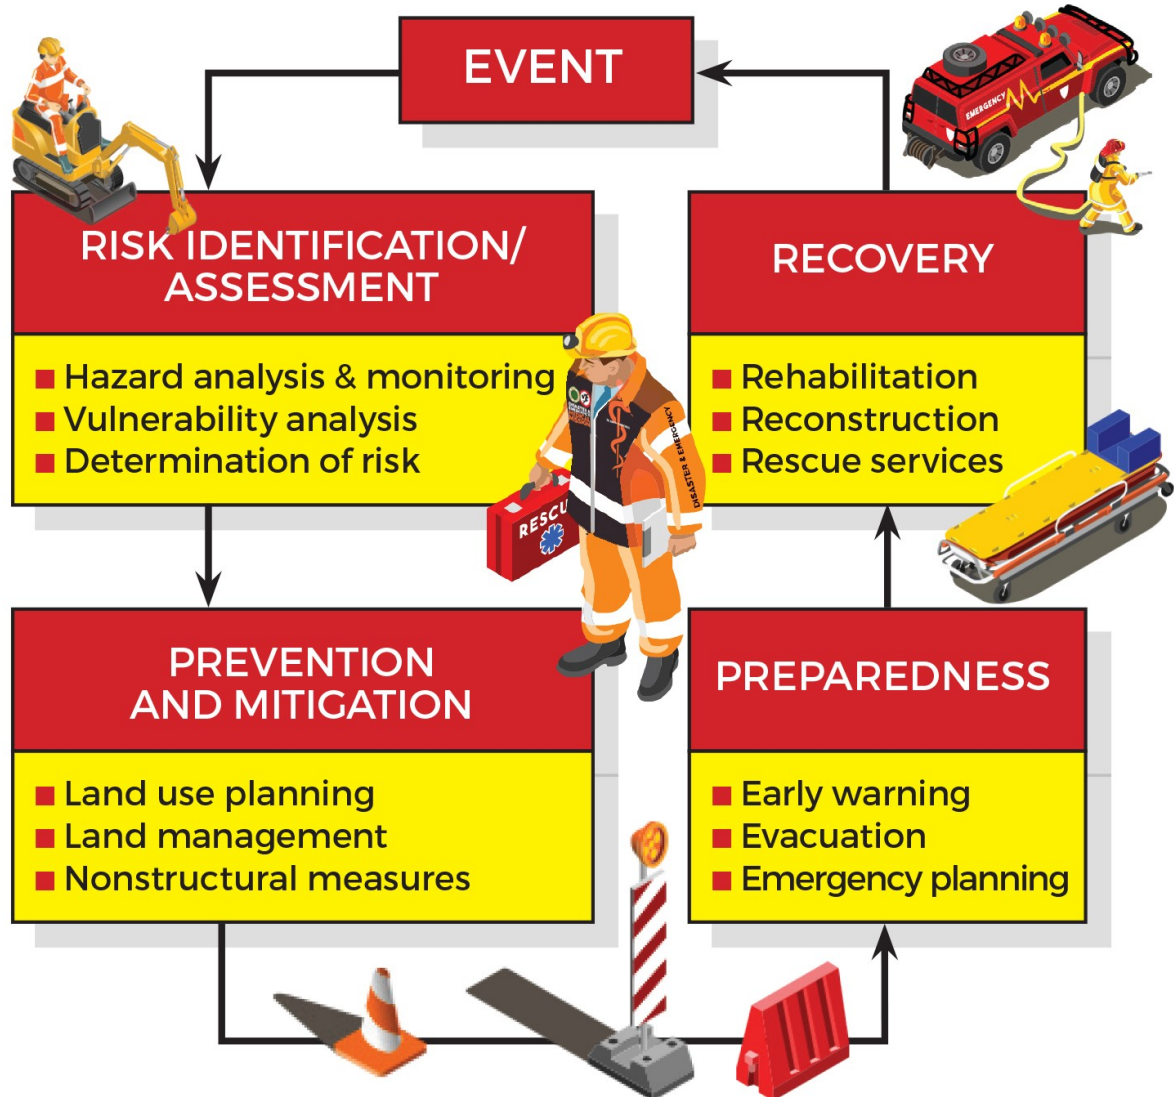 EVENT
EMERGENCY
RISK IDENTIFICATION/
ASSESSMENT
■ Hazard analysis & monitoring
■ Vulnerability analysis
■ Determination of risk
RECOVERY
■ Rehabilitation
■ Reconstruction
■ Rescue services
DISASTER & EMERGENCY
RESCU
PREVENTION
AND MITIGATION
■ Land use planning
■ Land management
■ Nonstructural measures
PREPAREDNESS
■ Early warning
■ Evacuation
■ Emergency planning